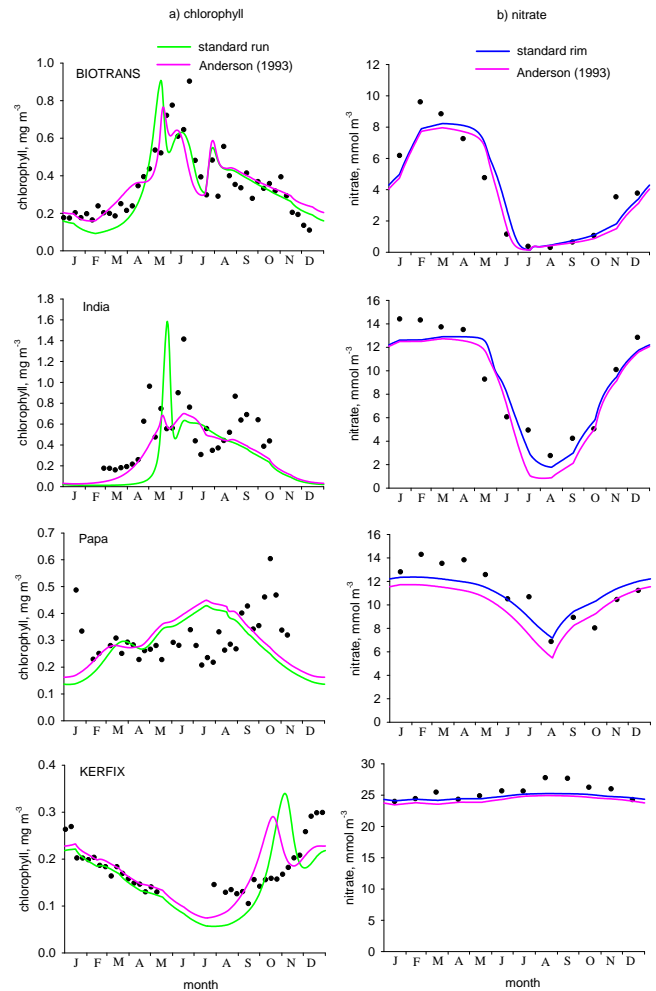 a) chlorophyll
b) nitrate
standard run
Anderson (1993)
standard rim
Anderson (1993)
BIOTRANS
chlorophyll, mg m-3
1.0
0.8
0.6
0.4
0.2
0.0
J F M A M J J A S O N D
nitrate, mmol m-3
12
10
8
6
4
2
0
J F M A M J J A S O N D
India
chlorophyll, mg m-3
1.8
1.6
1.4
1.2
1.0
0.8
0.6
0.4
0.2
0.0
J F M A M J J A S O N D
nitrate, mmol m-3
16
14
12
10
8
6
4
2
0
J F M A M J J A S O N D
Papa
chlorophyll, mg m-3
0.7
0.6
0.5
0.4
0.3
0.2
0.1
0.0
J F M A M J J A S O N D
nitrate, mmol m-3
16
14
12
10
8
6
4
2
0
J F M A M J J A S O N D
KERFIX
chlorophyll, mg m-3
0.4
0.3
0.2
0.1
0.0
J F M A M J J A S O N D
month
nitrate, mmol m-3
30
25
20
15
10
5
0
J F M A M J J A S O N D
month